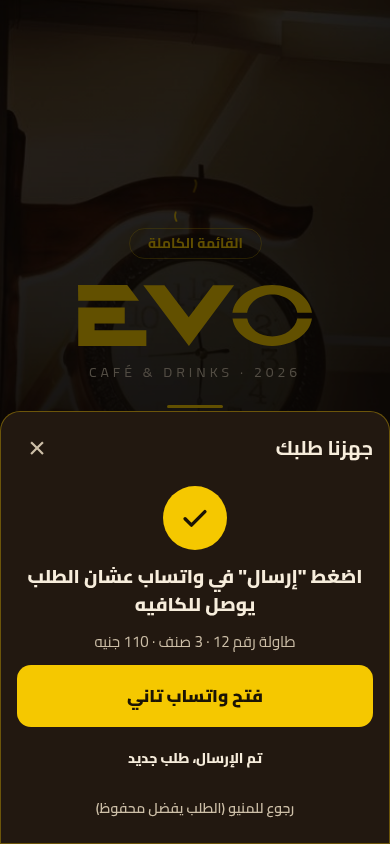 القائمة الكاملة
EVO
CAFÉ & DRINKS · 2026
جهزنا طلبك
✕
اضغط "إرسال" في واتساب عشان الطلب
يوصل للكافيه
طاولة رقم 12 · 3 صنف · 110 جنيه
فتح واتساب تاني
تم الإرسال، طلب جديد
رجوع للمنيو (الطلب يفضل محفوظ)